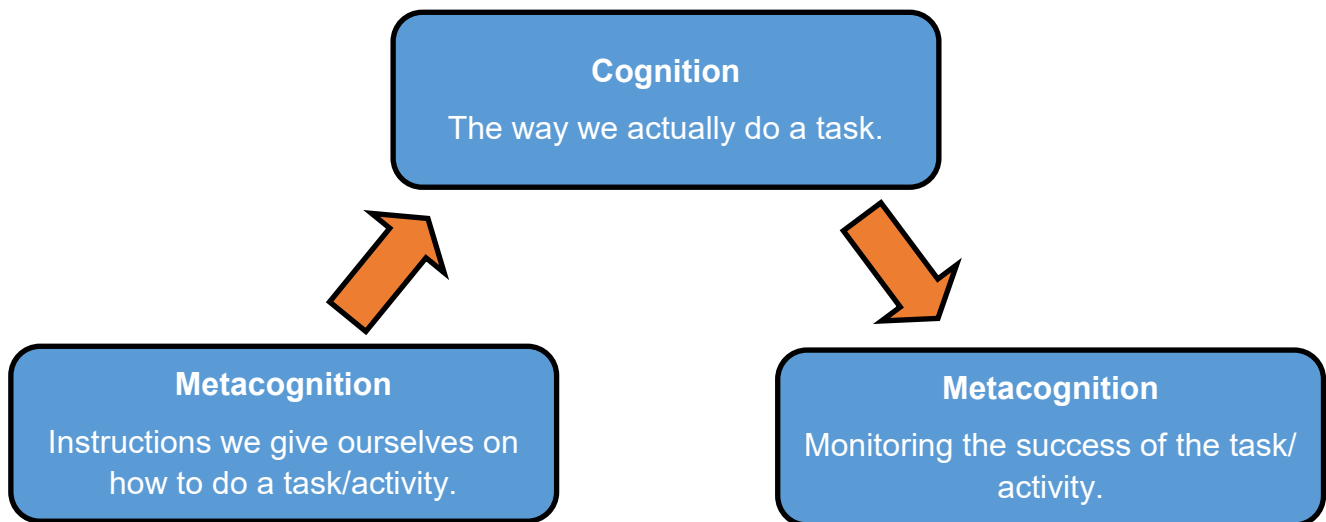 Cognition
The way we actually do a task.
Metacognition
Instructions we give ourselves on
how to do a task/activity.
Metacognition
Monitoring the success of the task/
activity.